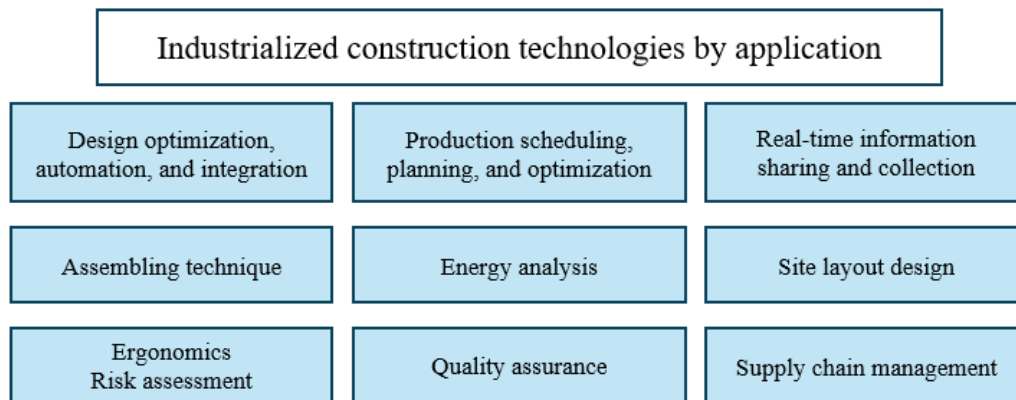 Industrialized construction technologies by application
Design optimization,
automation, and integration
Production scheduling,
planning, and optimization
Real-time information
sharing and collection
Assembling technique
Energy analysis
Site layout design
Ergonomics
Risk assessment
Quality assurance
Supply chain management